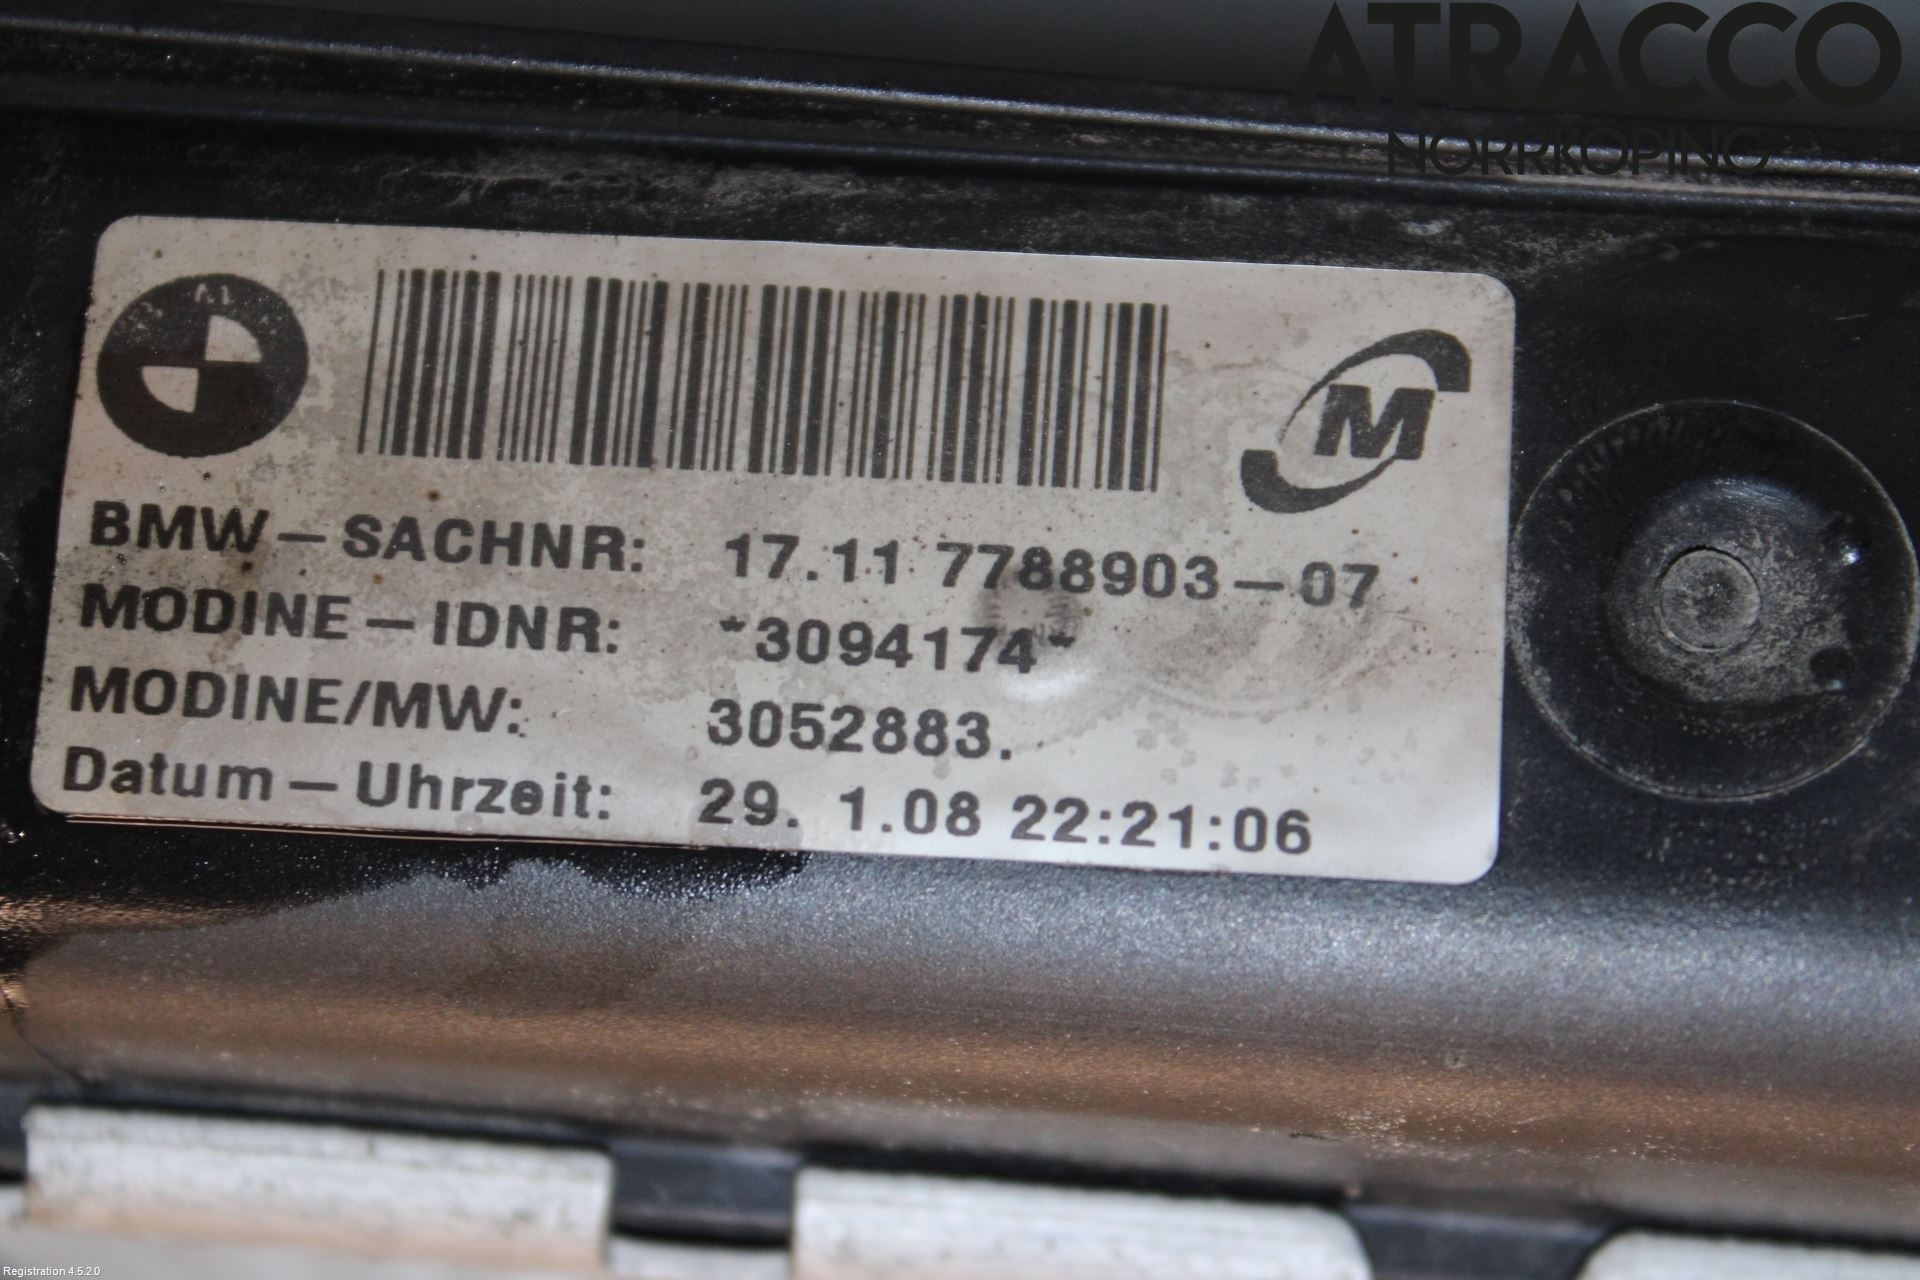 ATRACCO
NORRKÖPING
BMW-SACHNR: 17.11 7788903-07
MODINE-IDNR: *3094174*
MODINE/MW: 3052883.
Datum-Uhrzeit: 29. 1.08 22:21:06
M
Registration 4.5.2.0